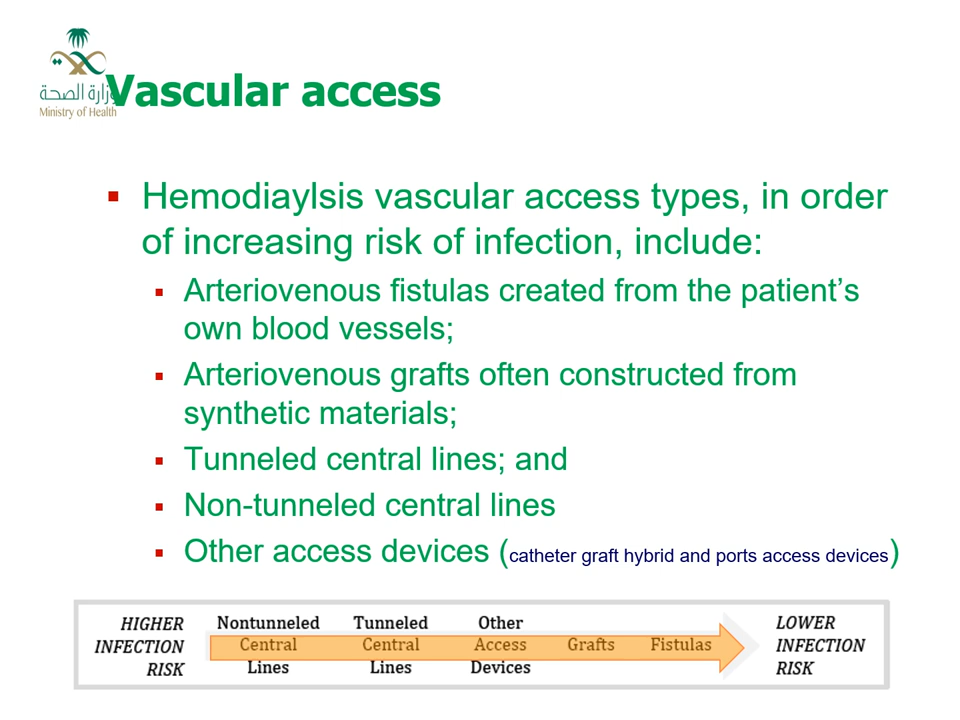 وزارة الصحة
Ministry of Health
Vascular access
Hemodiaylsis vascular access types, in order
of increasing risk of infection, include:
Arteriovenous fistulas created from the patient's
own blood vessels;
Arteriovenous grafts often constructed from
synthetic materials;
Tunneled central lines; and
Non-tunneled central lines
Other access devices (catheter graft hybrid and ports access devices)
HIGHER
INFECTION
RISK
Nontunneled
Central
Lines
Tunneled
Central
Lines
Other
Access
Devices
Grafts
Fistulas
LOWER
INFECTION
RISK